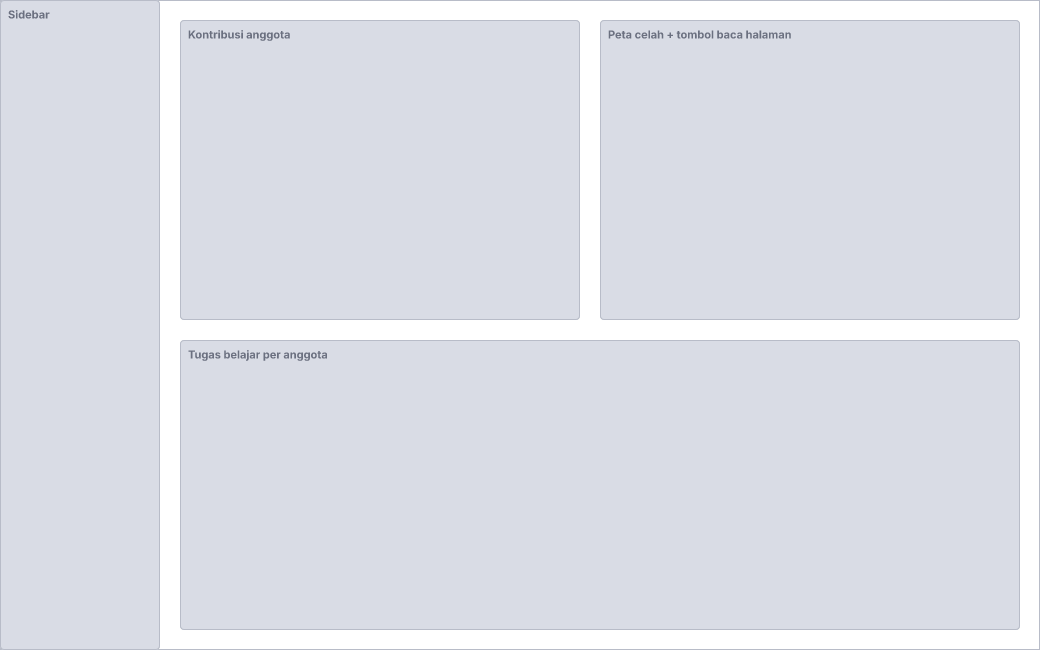 Sidebar
Kontribusi anggota
Peta celah + tombol baca halaman
Tugas belajar per anggota